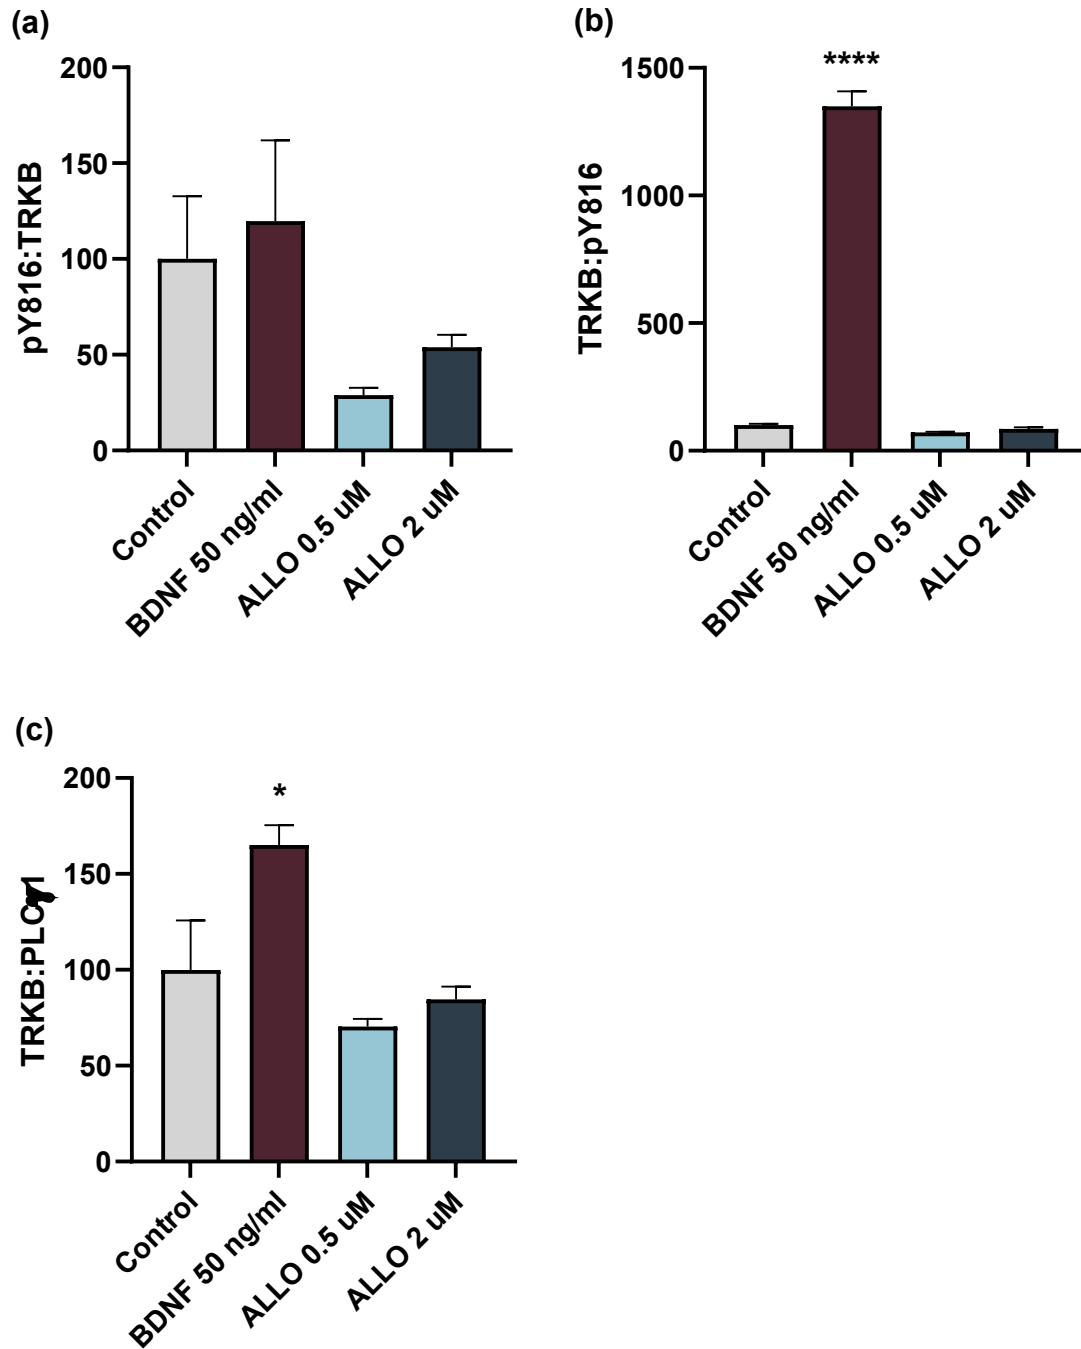 (a)
200
150
100
50
0
pY816:TRKB
Control
BDNF 50 ng/ml
ALLO 0.5 uM
ALLO 2 uM
(b)
****
1500
1000
500
0
TRKB:pY816
Control
BDNF 50 ng/ml
ALLO 0.5 uM
ALLO 2 uM
(c)
*
200
150
100
50
0
TRKB:PLCγ1
Control
BDNF 50 ng/ml
ALLO 0.5 uM
ALLO 2 uM